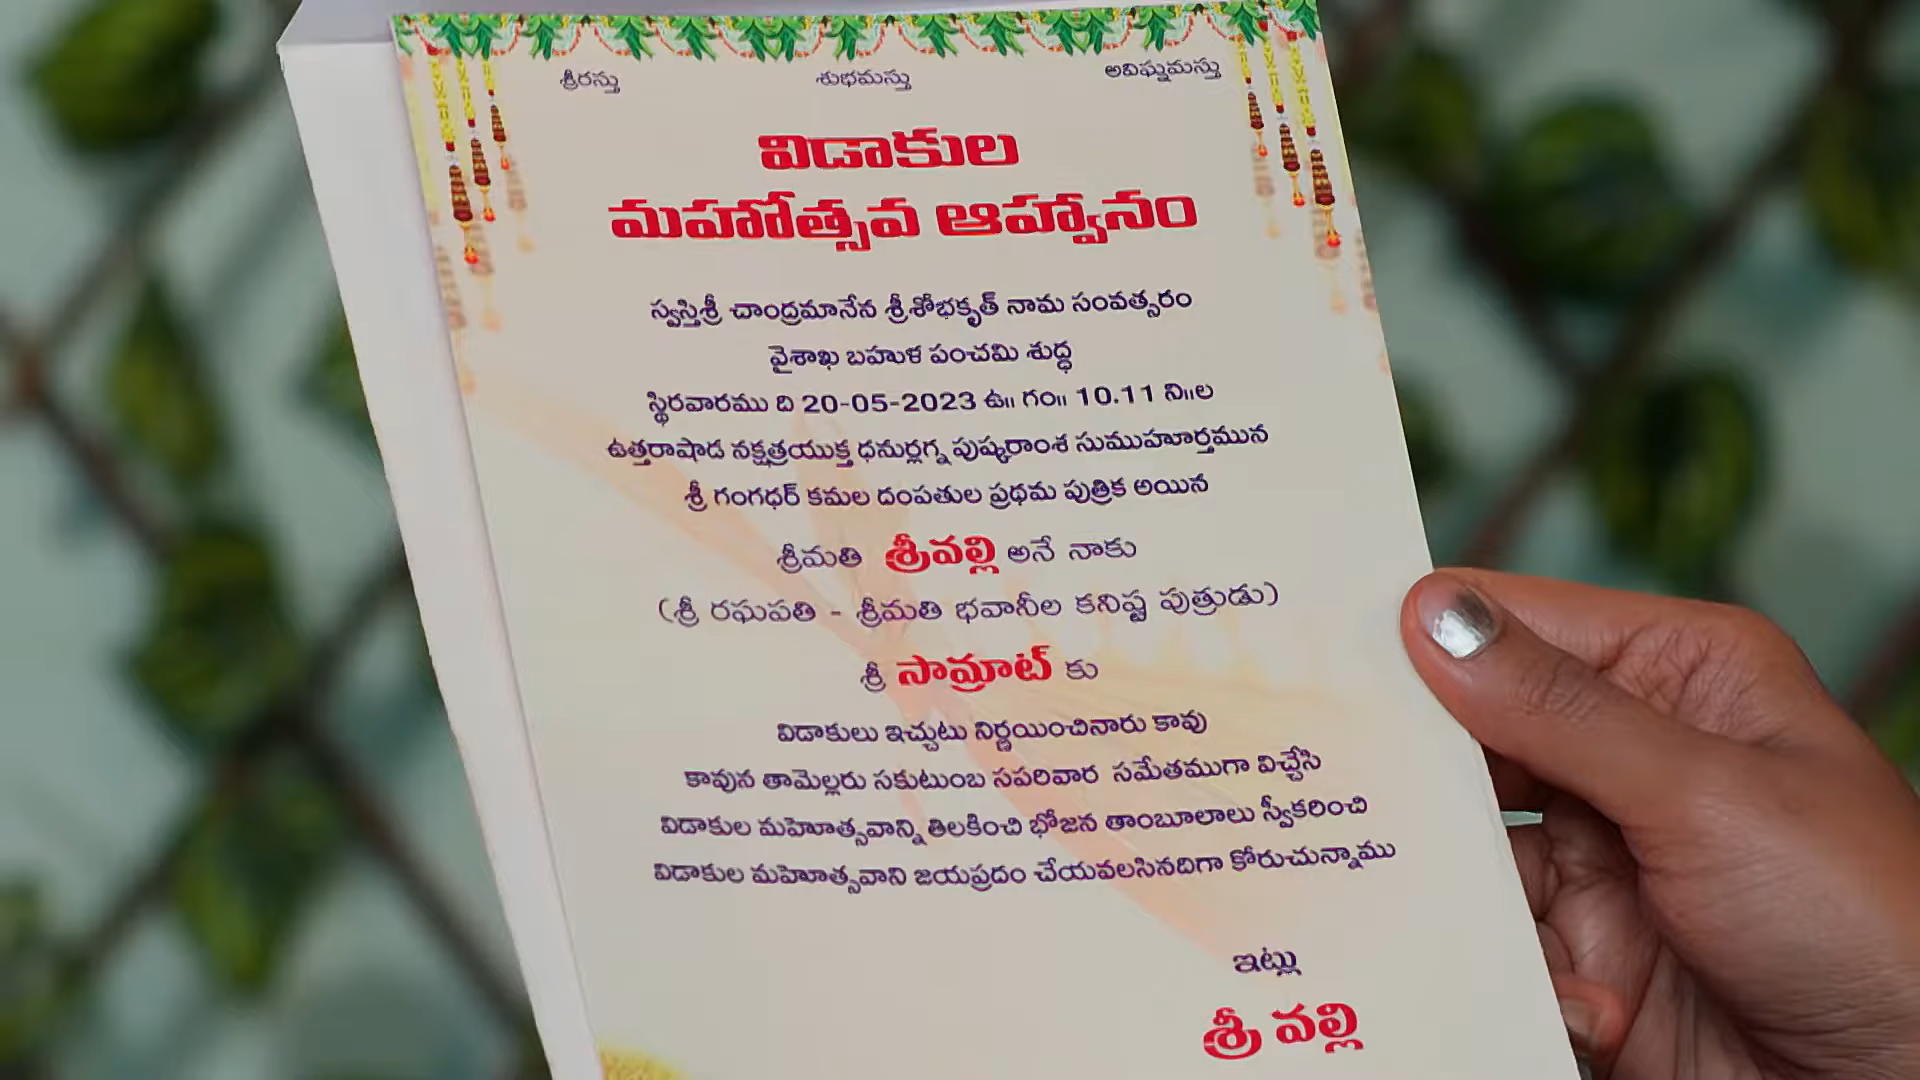 శ్రీరస్తు శుభమస్తు అవిఘ్నమస్తు
విడాకుల
మహోత్సవ ఆహ్వానం
స్వస్తిశ్రీ చాంద్రమానేన శ్రీశోభకృత్ నామ సంవత్సరం
వైశాఖ బహుళ పంచమి శుద్ధ
స్థిరవారము ది 20-05-2023 ఉ॥ గం॥ 10.11 ని॥ల
ఉత్తరాషాడ నక్షత్రయుక్త ధనుర్లగ్న పుష్కరాంశ సుముహూర్తమున
శ్రీ గంగధర్ కమల దంపతుల ప్రధమ పుత్రిక అయిన
శ్రీమతి శ్రీవల్లి అనే నాకు
(శ్రీ రఘపతి - శ్రీమతి భవానీల కనిష్ట పుత్రుడు)
శ్రీ సామ్రాట్ కు
విడాకులు ఇచ్చుటు నిర్ణయించినారు కావు
కావున తామెల్లరు సకుటుంబ సపరివార సమేతముగా విచ్చేసి
విడాకుల మహెూత్సవాన్ని తిలకించి భోజన తాంబూలాలు స్వీకరించి
విడాకుల మహెూత్సవాని జయప్రదం చేయవలసినదిగా కోరుచున్నాము
ఇట్లు
శ్రీ వల్లి